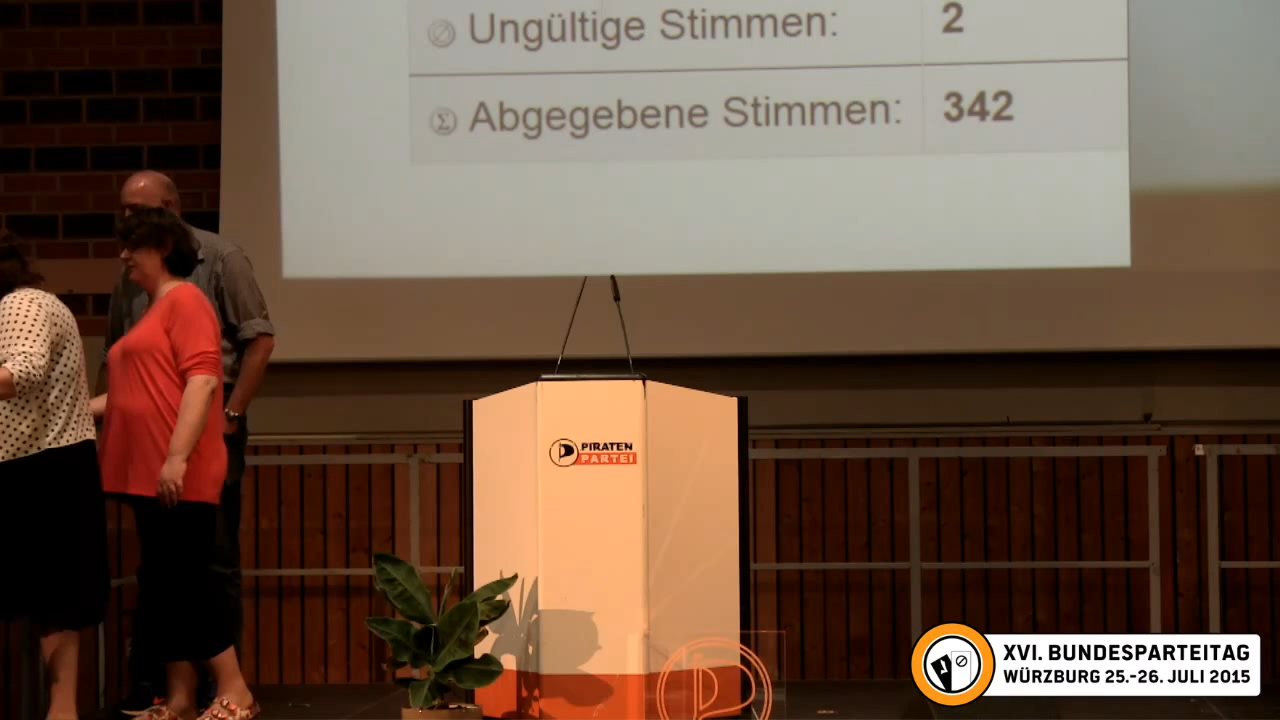 Ungültige Stimmen: 2
Abgegebene Stimmen: 342
PIRATEN
PARTEI
XVI. BUNDESPARTEITAG
WÜRZBURG 25.-26. JULI 2015